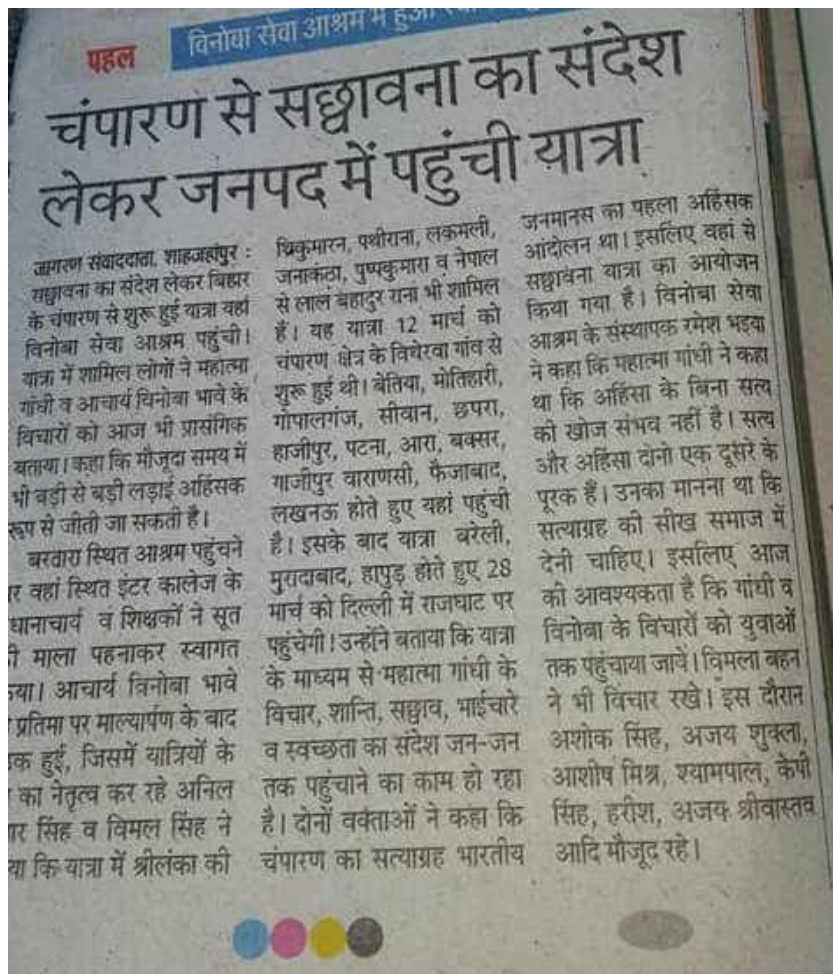 पहल
विनोबा सेवा आश्रम में हुआ
चंपारण से सद्भावना का संदेश
लेकर जनपद में पहुंची यात्रा
जागरण संवाददाता, शाहजहांपुर :
सद्भावना का संदेश लेकर बिहार
के चंपारण से शुरू हुई यात्रा यहां
विनोबा सेवा आश्रम पहुंची।
यात्रा में शामिल लोगों ने महात्मा
गांधी व आचार्य विनोबा भावे के
विचारों को आज भी प्रासंगिक
बताया। कहा कि मौजूदा समय में
भी बड़ी से बड़ी लड़ाई अहिंसक
रूप से जीती जा सकती है।
बरतारा स्थित आश्रम पहुंचने
र वहां स्थित इंटर कालेज के
धानाचार्य व शिक्षकों ने सूत
ी माला पहनाकर स्वागत
या। आचार्य विनोबा भावे
प्रतिमा पर माल्यार्पण के बाद
क हुई, जिसमें यात्रियों के
का नेतृत्व कर रहे अनिल
ार सिंह व विमल सिंह ने
या कि यात्रा में श्रीलंका की
थ्रिकुमारन, पथीराना, लकमली,
जनाकंठा, पुष्पकुमारा व नेपाल
से लाल बहादुर राना भी शामिल
हैं। यह यात्रा 12 मार्च को
चंपारण क्षेत्र के विथेरवा गांव से
शुरू हुई थी। बेतिया, मोतिहारी,
गोपालगंज, सीवान, छपरा,
हाजीपुर, पटना, आरा, बक्सर,
गाजीपुर वाराणसी, फैजाबाद,
लखनऊ होते हुए यहां पहुंची
है। इसके बाद यात्रा बरेली,
मुरादाबाद, हापुड़ होते हुए 28
मार्च को दिल्ली में राजघाट पर
पहुंचेगी। उन्होंने बताया कि यात्रा
के माध्यम से महात्मा गांधी के
विचार, शान्ति, सद्भाव, भाईचारे
व स्वच्छता का संदेश जन-जन
तक पहुंचाने का काम हो रहा
है। दोनों वक्ताओं ने कहा कि
चंपारण का सत्याग्रह भारतीय
जनमानस का पहला अहिंसक
आंदोलन था। इसलिए वहां से
सद्भावना यात्रा का आयोजन
किया गया है। विनोबा सेवा
आश्रम के संस्थापक रमेश भइया
ने कहा कि महात्मा गांधी ने कहा
था कि अहिंसा के बिना सत्य
की खोज संभव नहीं है। सत्य
और अहिंसा दोनो एक दूसरे के
पूरक हैं। उनका मानना था कि
सत्याग्रह की सीख समाज में
देनी चाहिए। इसलिए आज
की आवश्यकता है कि गांधी व
विनोबा के विचारों को युवाओं
तक पहुंचाया जावें। विमला बहन
ने भी विचार रखे। इस दौरान
अशोक सिंह, अजय शुक्ला,
आशीष मिश्र, श्यामपाल, केपी
सिंह, हरीश, अजय श्रीवास्तव
आदि मौजूद रहे।